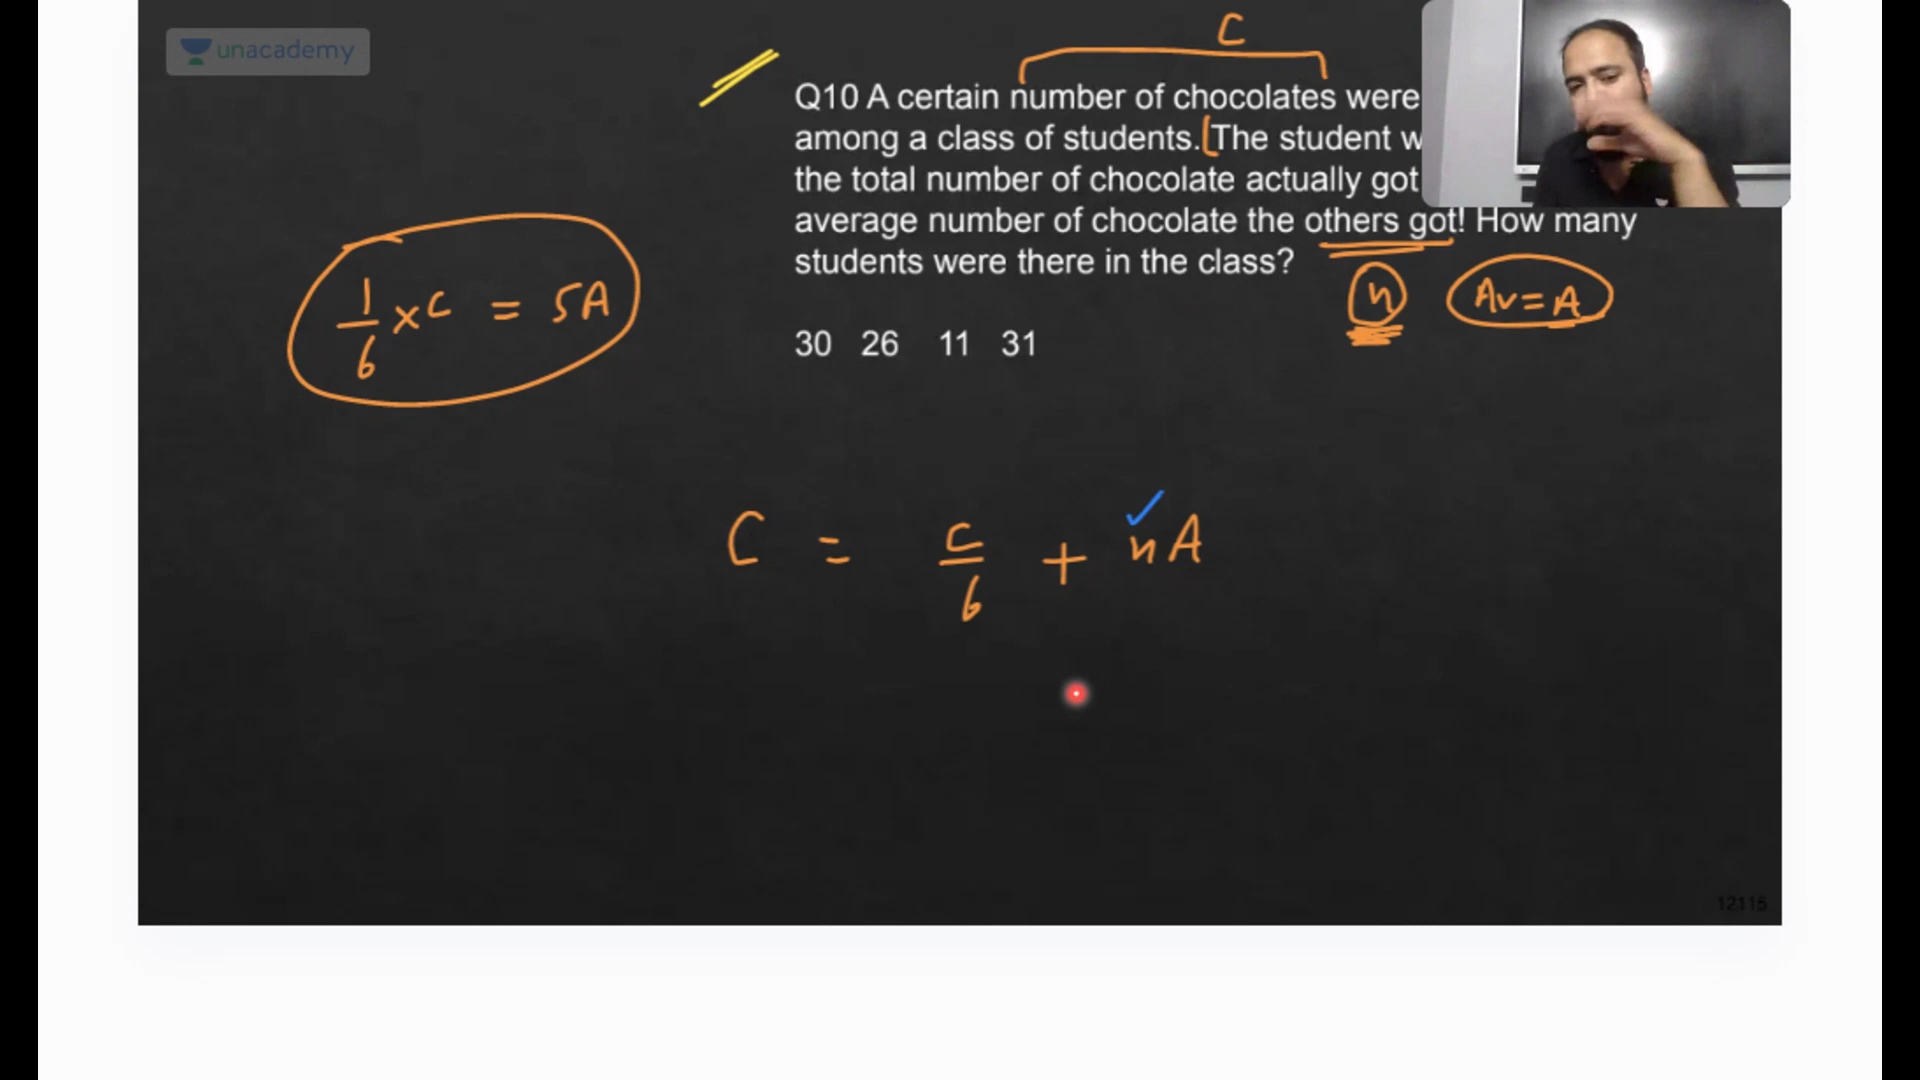 unacademy
C
Q10 A certain number of chocolates were
among a class of students. [The student w
the total number of chocolate actually got
average number of chocolate the others got! How many
students were there in the class?
n Av = A
1/6 × C = 5A
30 26 11 31
C = C/6 + nA
12115